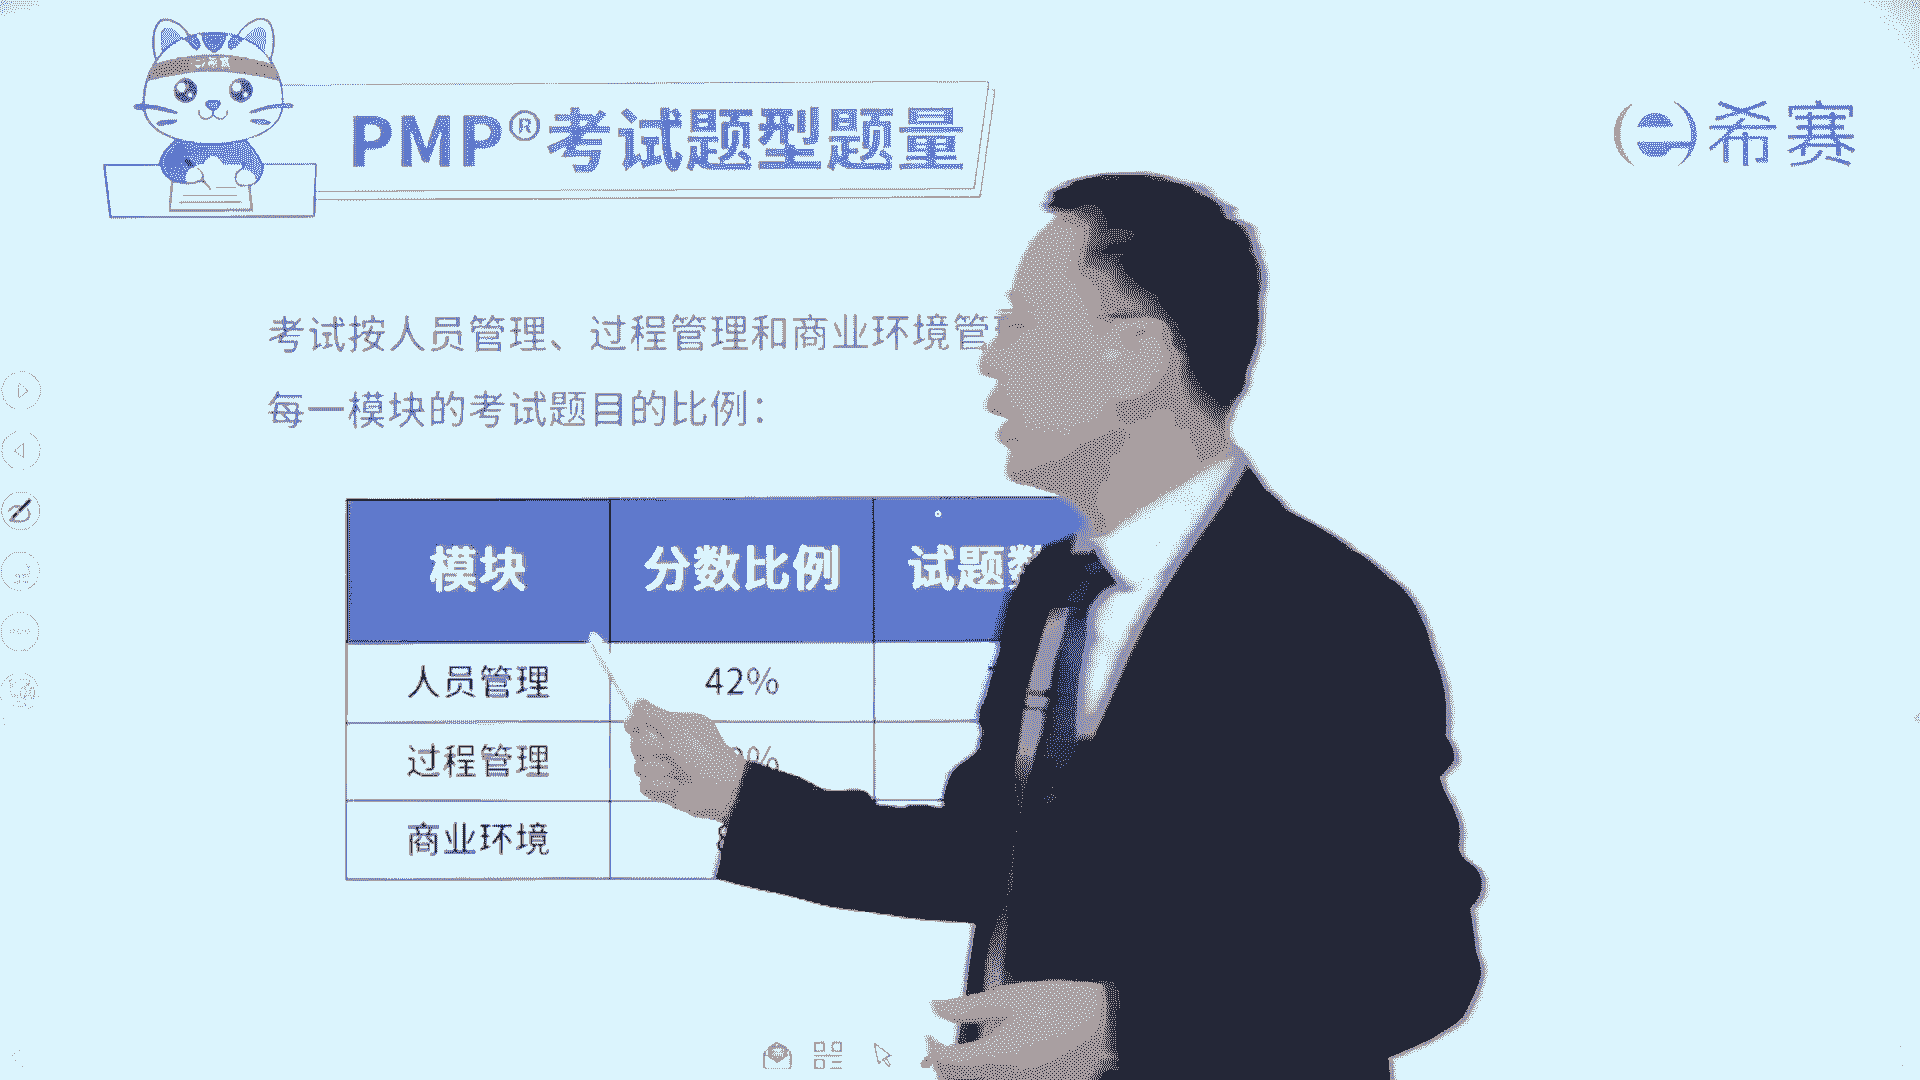 PMP®考试题型题量
希赛
考试按人员管理、过程管理和商业环境管
每一模块的考试题目的比例：
模块 分数比例 试题数
人员管理 42%
过程管理
商业环境